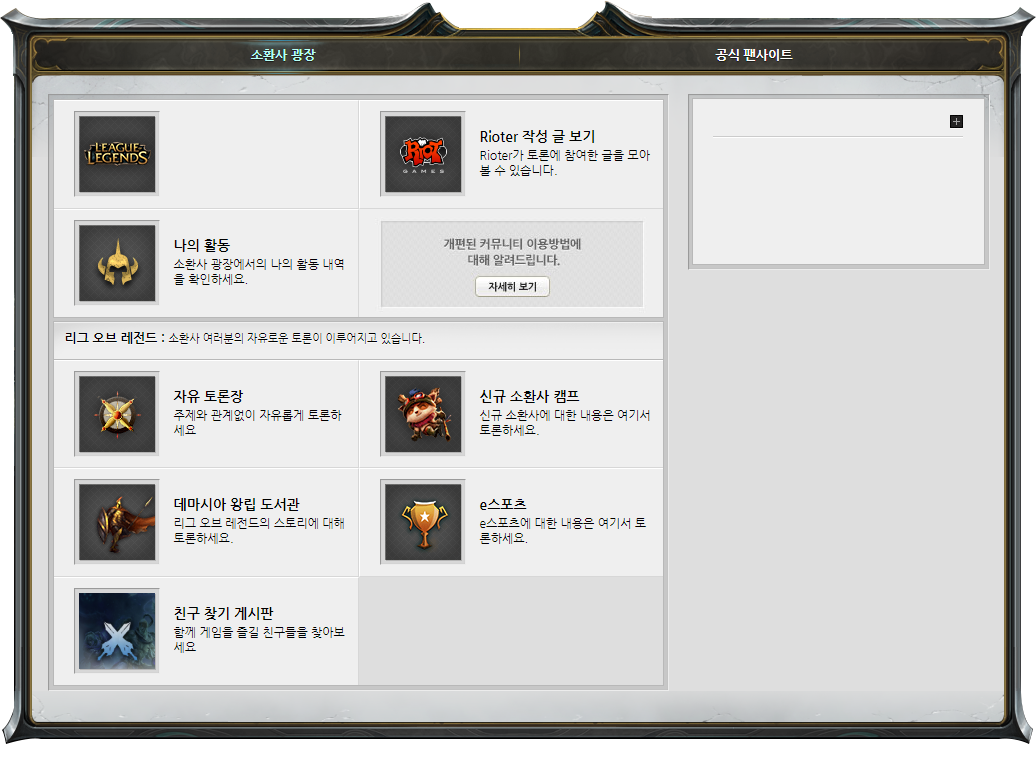 소환사 광장
공식 팬사이트
LEAGUE
LEGENDS
RIOT
GAMES
Rioter 작성 글 보기
Rioter가 토론에 참여한 글을 모아
볼 수 있습니다.
나의 활동
소환사 광장에서의 나의 활동 내역
을 확인하세요.
개편된 커뮤니티 이용방법에
대해 알려드립니다.
자세히 보기
리그 오브 레전드 : 소환사 여러분의 자유로운 토론이 이루어지고 있습니다.
자유 토론장
주제와 관계없이 자유롭게 토론하
세요
신규 소환사 캠프
신규 소환사에 대한 내용은 여기서
토론하세요.
데마시아 왕립 도서관
리그 오브 레전드의 스토리에 대해
토론하세요.
e스포츠
e스포츠에 대한 내용은 여기서 토
론하세요.
친구 찾기 게시판
함께 게임을 즐길 친구들을 찾아보
세요